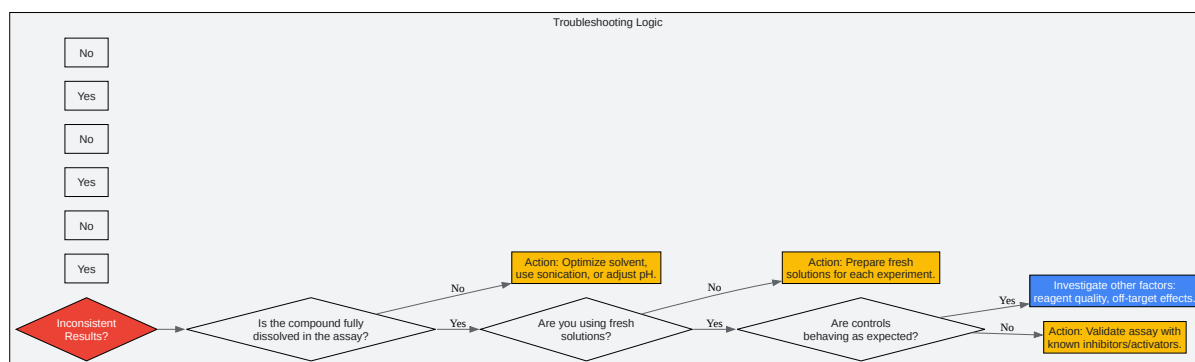 Troubleshooting Logic
No
Yes
No
Yes
No
Yes
Inconsistent
Results?
Is the compound fully
dissolved in the assay?
No
Action: Optimize solvent,
use sonication, or adjust pH.
Yes
Are you using fresh
solutions?
No
Action: Prepare fresh
solutions for each experiment.
Yes
Are controls
behaving as expected?
Yes
Investigate other factors:
reagent quality, off-target effects.
No
Action: Validate assay with
known inhibitors/activators.